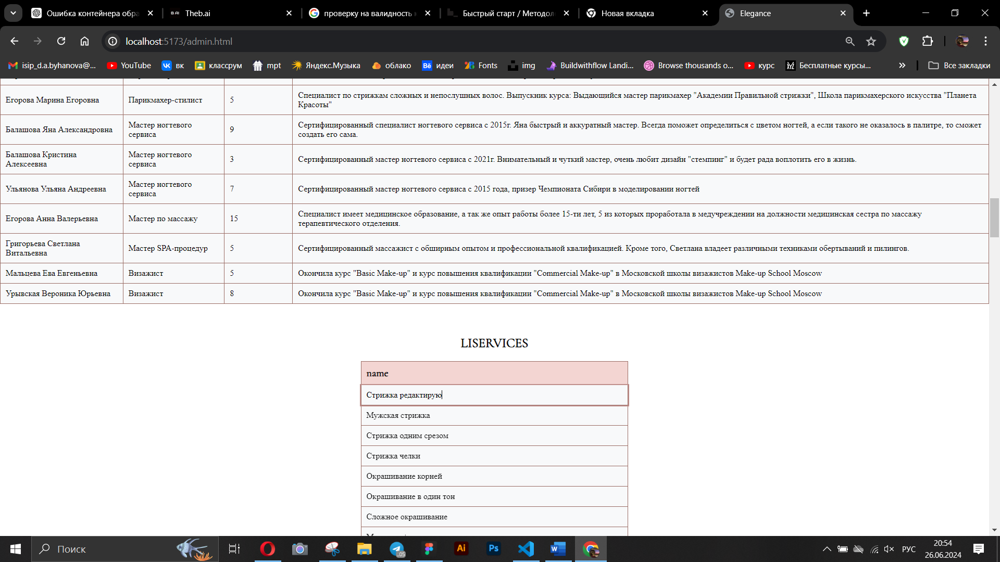 Ошибка контейнера обра
B AI Theb.ai
проверку на валидность к
Быстрый старт / Методол
Новая вкладка
Elegance
localhost:5173/admin.html
isip_d.a.byhanova@...
YouTube
вк
классрум
mpt
Яндекс.Музыка
облако
Bē идеи
Fonts
img
Buildwithflow Landi...
Browse thousands o...
курс
Бесплатные курсы...
Все закладки
Егорова Марина Егоровна
Парикмахер-стилист
5
Специалист по стрижкам сложных и непослушных волос. Выпускник курса: Выдающийся мастер парикмахер "Академии Правильной стрижки", Школа парикмахерского искусства "Планета
Красоты"
Балашова Яна Александровна
Мастер ногтевого
сервиса
9
Сертифицированный специалист ногтевого сервиса с 2015г. Яна быстрый и аккуратный мастер. Всегда поможет определиться с цветом ногтей, а если такого не оказалось в палитре, то сможет
создать его сама.
Балашова Кристина
Алексеевна
Мастер ногтевого
сервиса
3
Сертифицированный мастер ногтевого сервиса с 2021г. Внимательный и чуткий мастер, очень любит дизайн "стемпинг" и будет рада воплотить его в жизнь.
Ульянова Ульяна Андреевна
Мастер ногтевого
сервиса
7
Сертифицированный мастер ногтевого сервиса с 2015 года, призер Чемпионата Сибири в моделировании ногтей
Егорова Анна Валерьевна
Мастер по массажу
15
Специалист имеет медицинское образование, а так же опыт работы более 15-ти лет, 5 из которых проработала в медучреждении на должности медицинская сестра по массажу
терапевтического отделения.
Григорьева Светлана
Витальевна
Мастер SPA-процедур
5
Сертифицированный массажист с обширным опытом и профессиональной квалификацией. Кроме того, Светлана владеет различными техниками обертываний и пилингов.
Мальцева Ева Евгеньевна
Визажист
5
Окончила курс "Basic Make-up" и курс повышения квалификации "Commercial Make-up" в Московской школы визажистов Make-up School Moscow
Урывская Вероника Юрьевна
Визажист
8
Окончила курс "Basic Make-up" и курс повышения квалификации "Commercial Make-up" в Московской школы визажистов Make-up School Moscow
LISERVICES
name
Стрижка редактирую
Мужская стрижка
Стрижка одним срезом
Стрижка челки
Окрашивание корней
Окрашивание в один тон
Сложное окрашивание
Поиск
Ai
Ps
РУС
20:54
26.06.2024